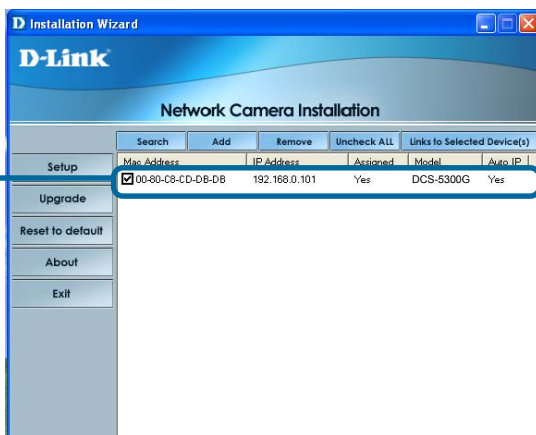 D Installation Wizard
D-Link
Network Camera Installation
Search Add Remove Uncheck ALL Links to Selected Device(s)
Mac Address IP Address Assigned Model Auto IP
00-80-C8-CD-DB-DB 192.168.0.101 Yes DCS-5300G Yes
Setup
Upgrade
Reset to default
About
Exit